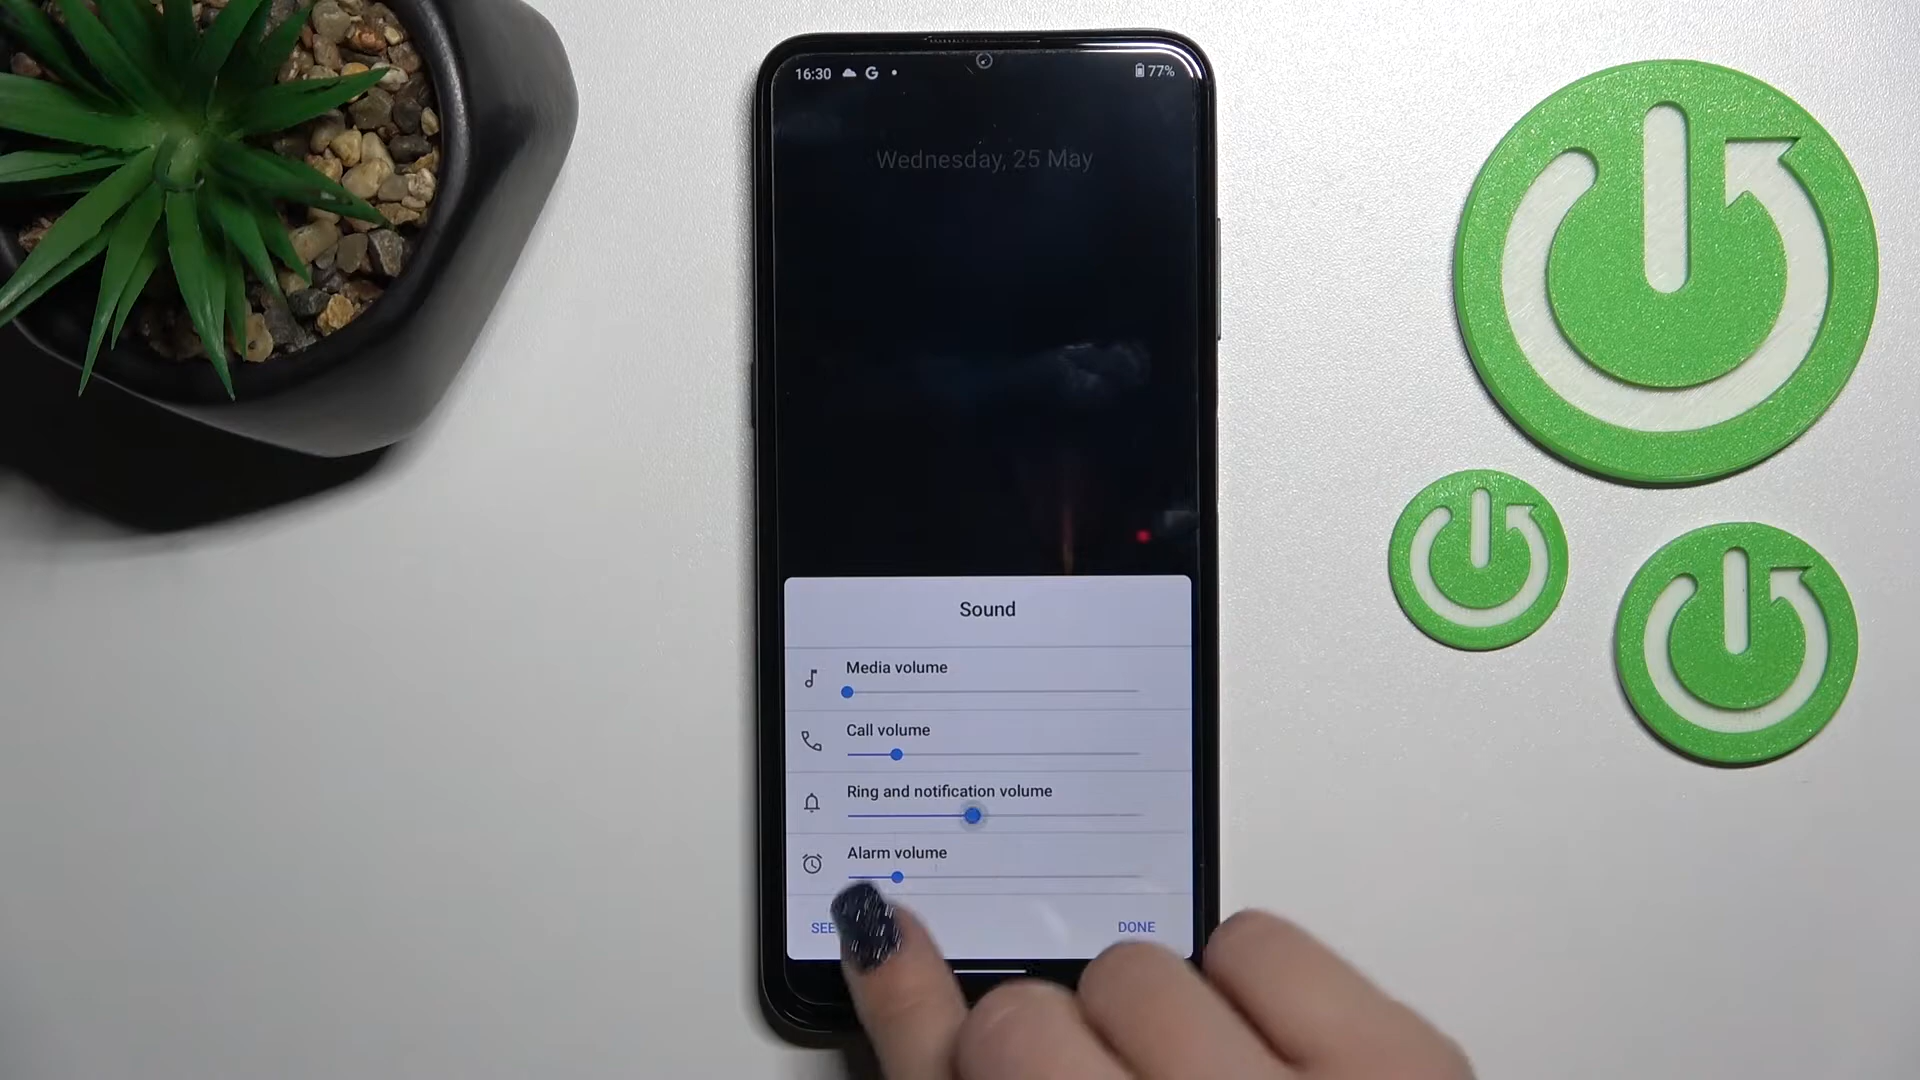 16:30
77%
Wednesday, 25 May
Sound
Media volume
Call volume
Ring and notification volume
Alarm volume
SEE
DONE